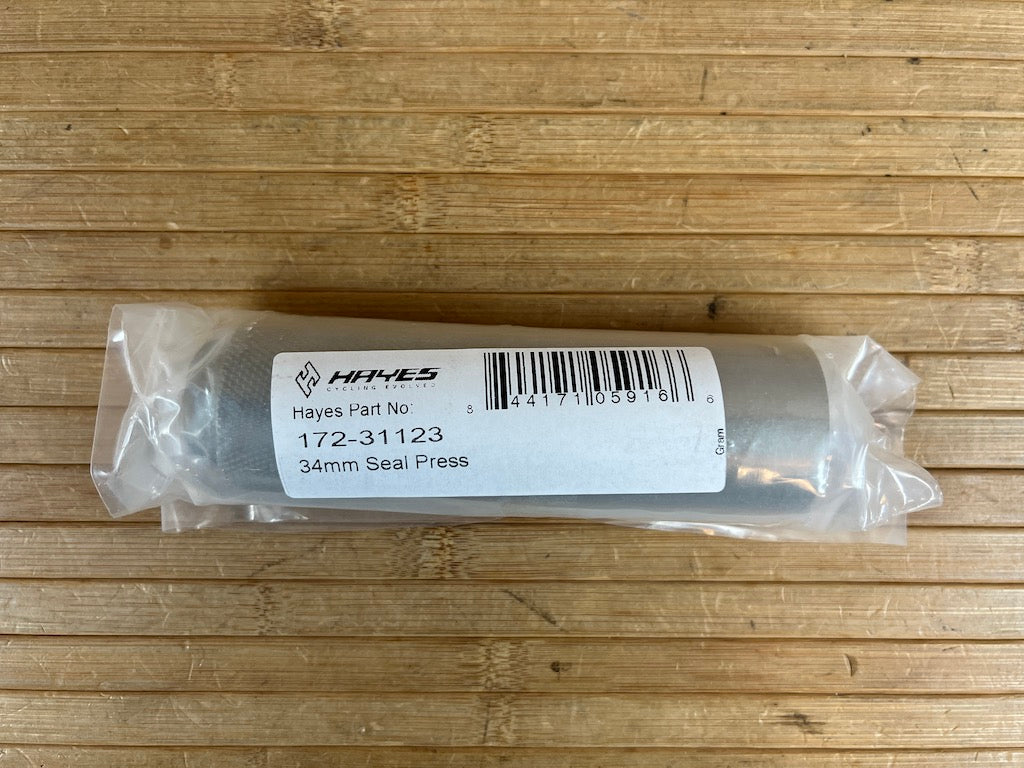 HAYES
CYCLING EVOLVED
Hayes Part No:
172-31123
34mm Seal Press
8 44171 05916 6
Gram